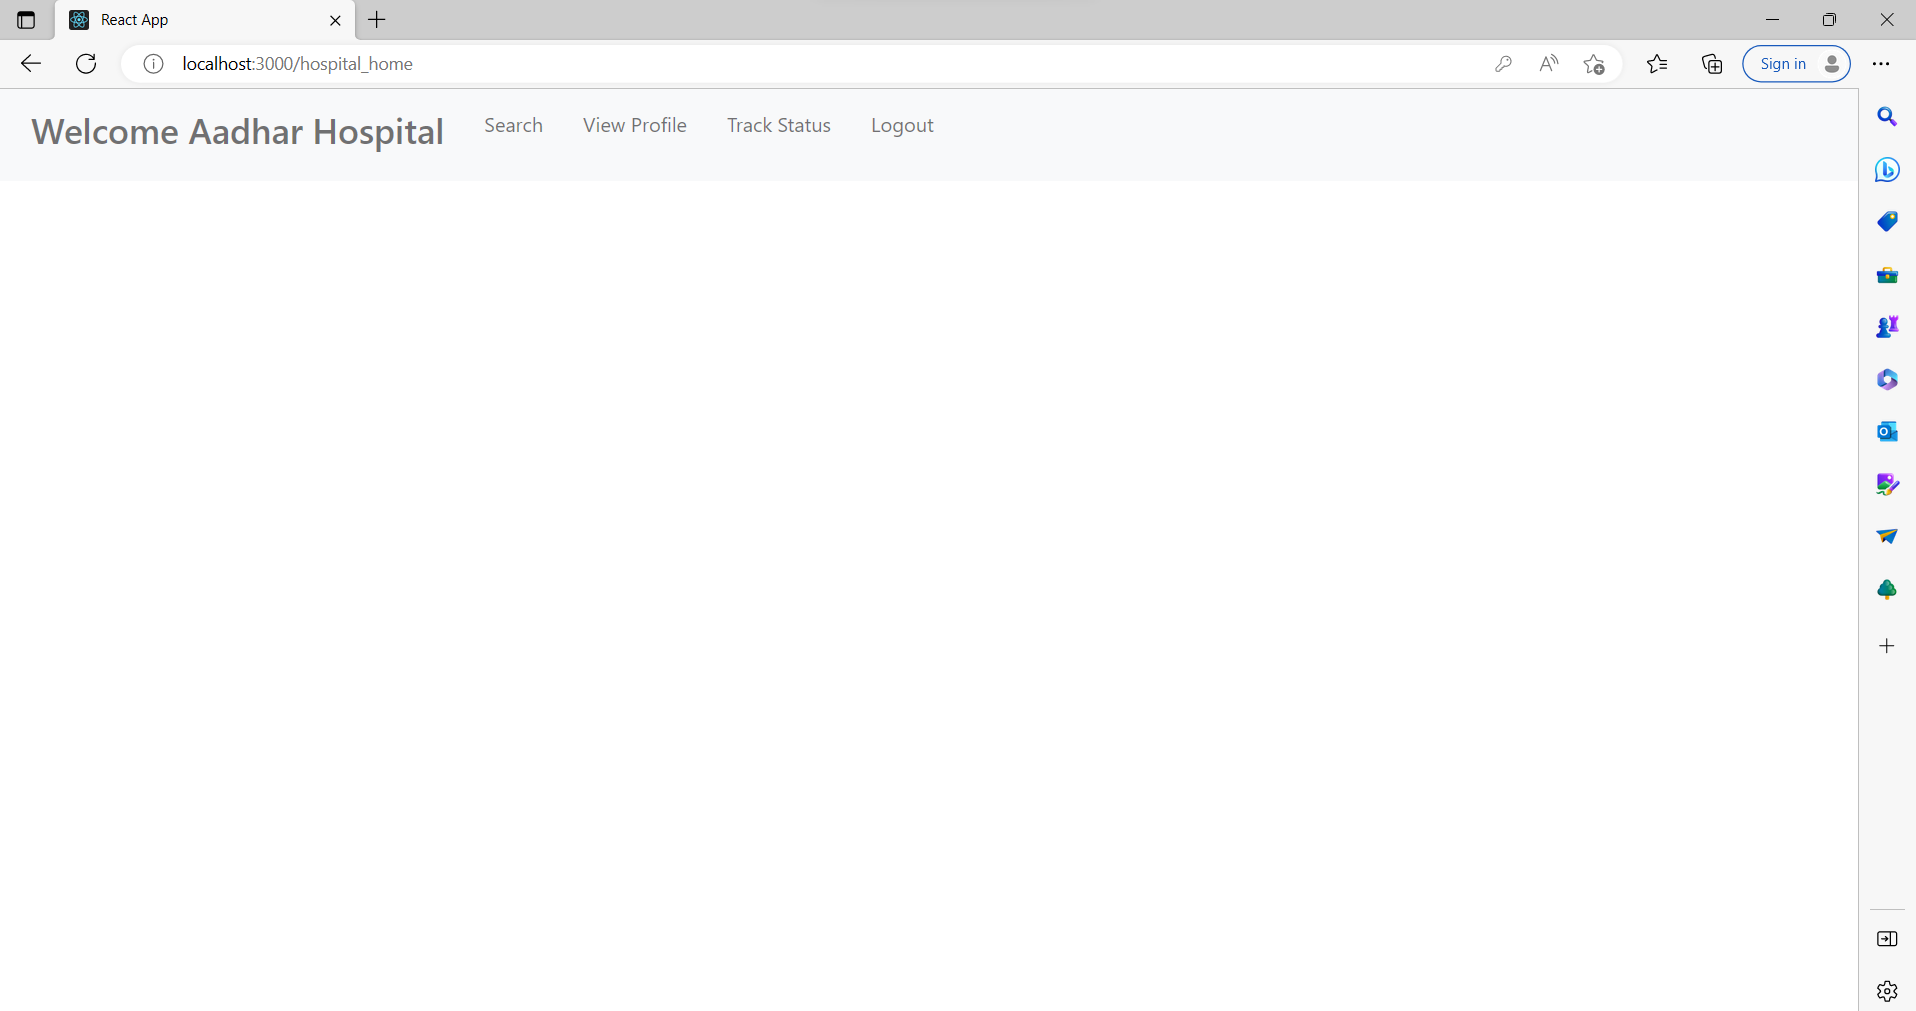 React App
localhost:3000/hospital_home
Sign in
Welcome Aadhar Hospital Search View Profile Track Status Logout